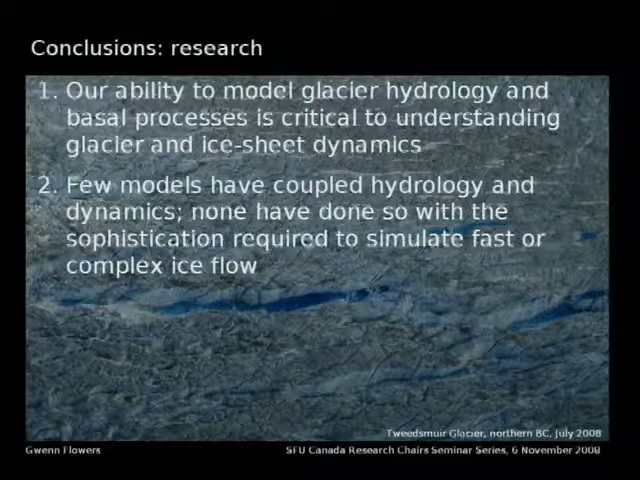 Conclusions: research
1. Our ability to model glacier hydrology and
basal processes is critical to understanding
glacier and ice-sheet dynamics
2. Few models have coupled hydrology and
dynamics; none have done so with the
sophistication required to simulate fast or
complex ice flow
Tweedsmuir Glacier, northern BC, July 2008
Gwenn Flowers
SFU Canada Research Chairs Seminar Series, 6 November 2008